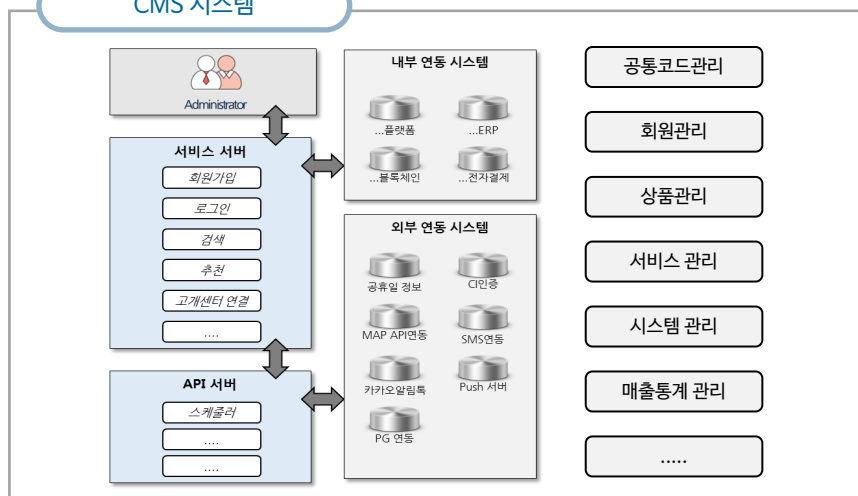 CMS 시스템
Administrator
서비스 서버
회원가입
로그인
검색
추천
고개센터 연결
....
API 서버
스케줄러
....
....
내부 연동 시스템
...플랫폼
...ERP
...블록체인
...전자결제
외부 연동 시스템
공휴일 정보
CI인증
MAP API연동
SMS연동
카카오알림톡
Push 서버
PG 연동
공통코드관리
회원관리
상품관리
서비스 관리
시스템 관리
매출통계 관리
.....